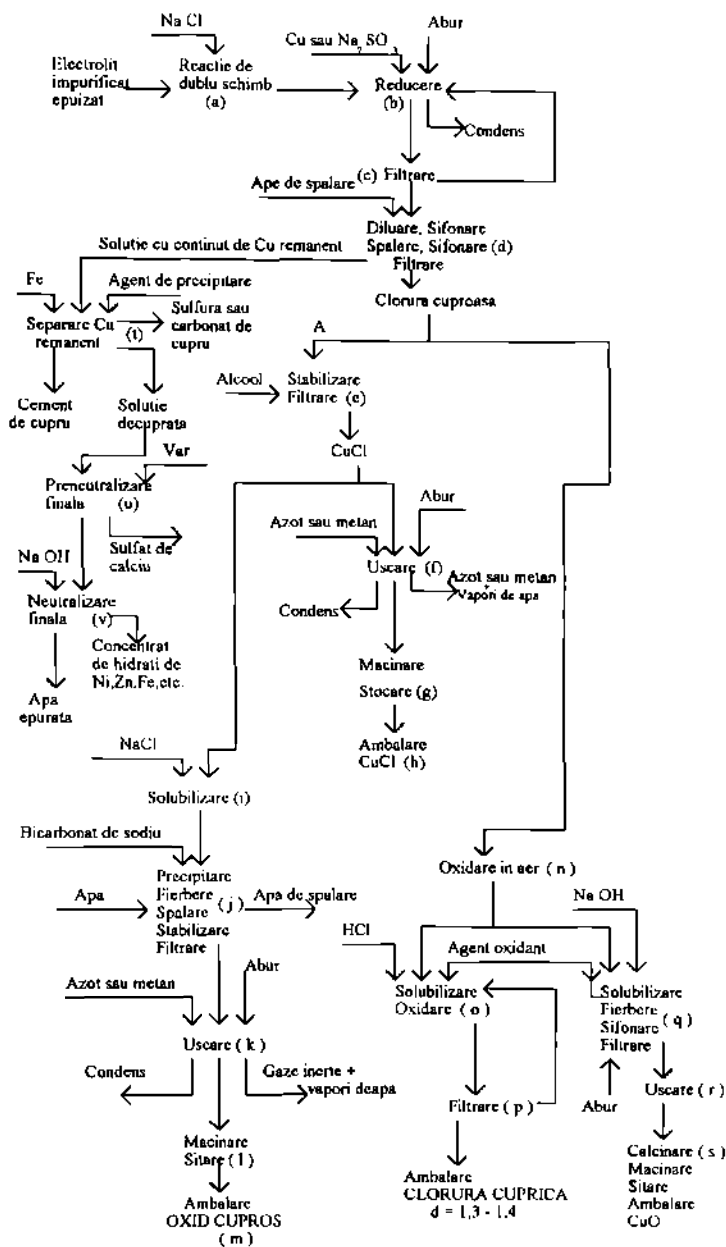 Na Cl
Cu sau Na2 SO3
Abur
Electrolit
impurificat
epuizat
Reactie de
dublu schimb
(a)
Reducere
(b)
Condens
(c) Filtrare
Ape de spalare
Diluare, Sifonare
Spalare, Sifonare (d)
Filtrare
Solutie cu continut de Cu remanent
Fe
Agent de precipitare
Clorura cuproasa
Separare Cu
remanent
(t)
Sulfura sau
carbonat de
cupru
A
Alcool
Stabilizare
Filtrare (e)
Cement
de cupru
Solutie
decuprata
CuCl
Var
Preneutralizare
finala (u)
Sulfat de
calciu
Azot sau metan
Abur
Uscare (f)
Azot sau metan
Vapori de apa
Condens
Na OH
Neutralizare
finala (v)
Concentrat
de hidrati de
Ni,Zn,Fe,etc.
Apa
epurata
Macinare
Stocare (g)
Ambalare
CuCl (h)
NaCl
Solubilizare (i)
Bicarbonat de sodiu
Precipitare
Fierbere
Spalare
Stabilizare
Filtrare
(j)
Apa
Apa de spalare
Oxidare in aer (n)
Na OH
HCl
Agent oxidant
Azot sau metan
Abur
Solubilizare
Oxidare (o)
Solubilizare
Fierbere
Sifonare
Filtrare
(q)
Uscare (k)
Condens
Gaze inerte +
vapori deapa
Filtrare (p)
Abur
Uscare (r)
Macinare
Sitare (l)
Ambalare
OXID CUPROS
(m)
Ambalare
CLORURA CUPRICA
d = 1,3 - 1,4
Calcinare (s)
Macinare
Sitare
Ambalare
CuO